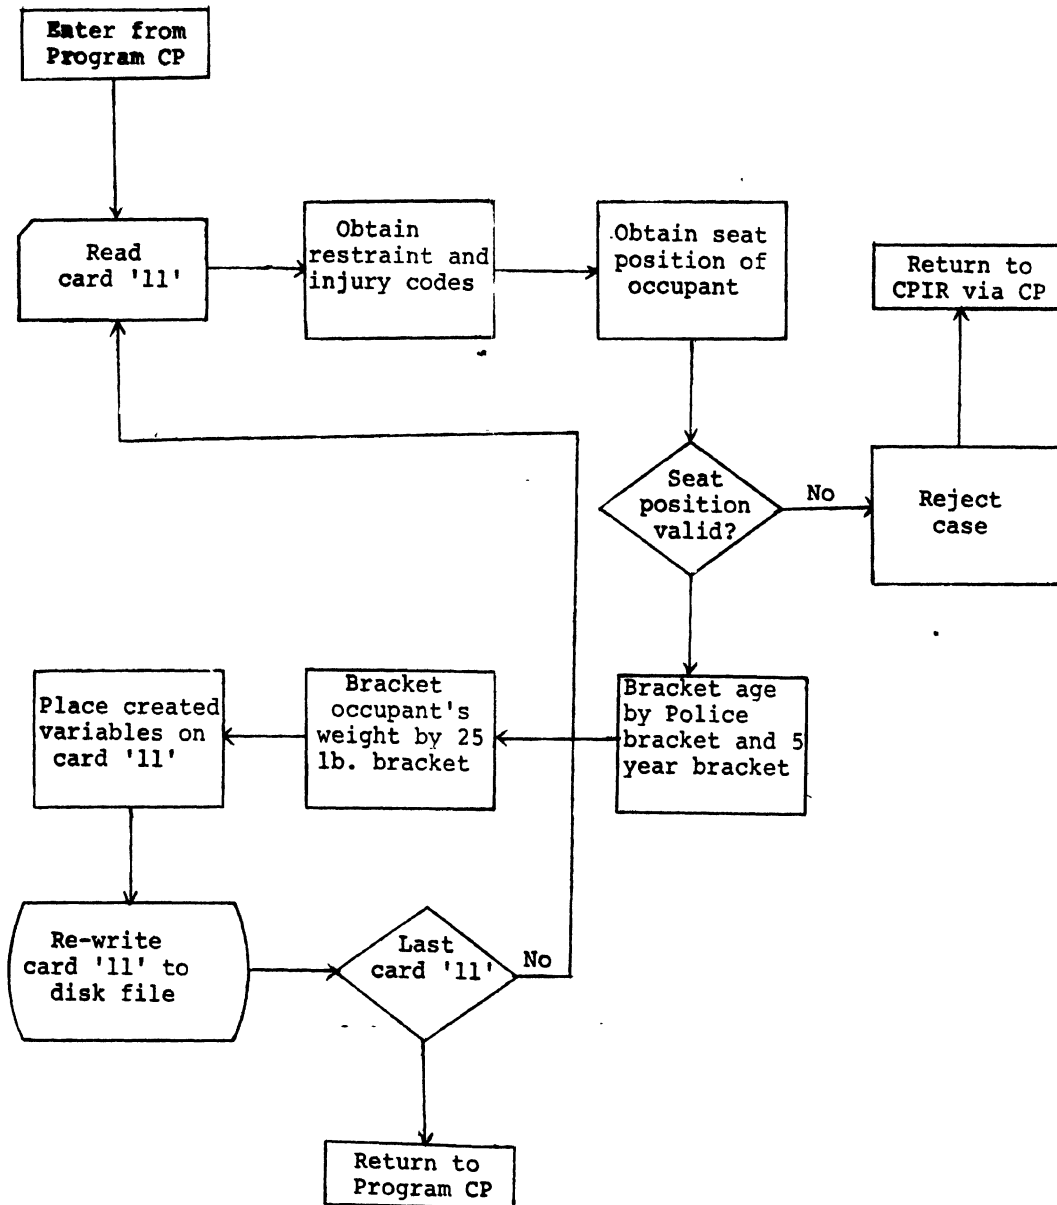 Enter from
Program CP
Read
card '11'
Obtain
restraint and
injury codes
Obtain seat
position of
occupant
Return to
CPIR via CP
Seat
position
valid?
No
Reject
case
Bracket age
by Police
bracket and 5
year bracket
Bracket
occupant's
weight by 25
lb. bracket
Place created
variables on
card '11'
Re-write
card '11' to
disk file
Last
card '11'
No
Return to
Program CP